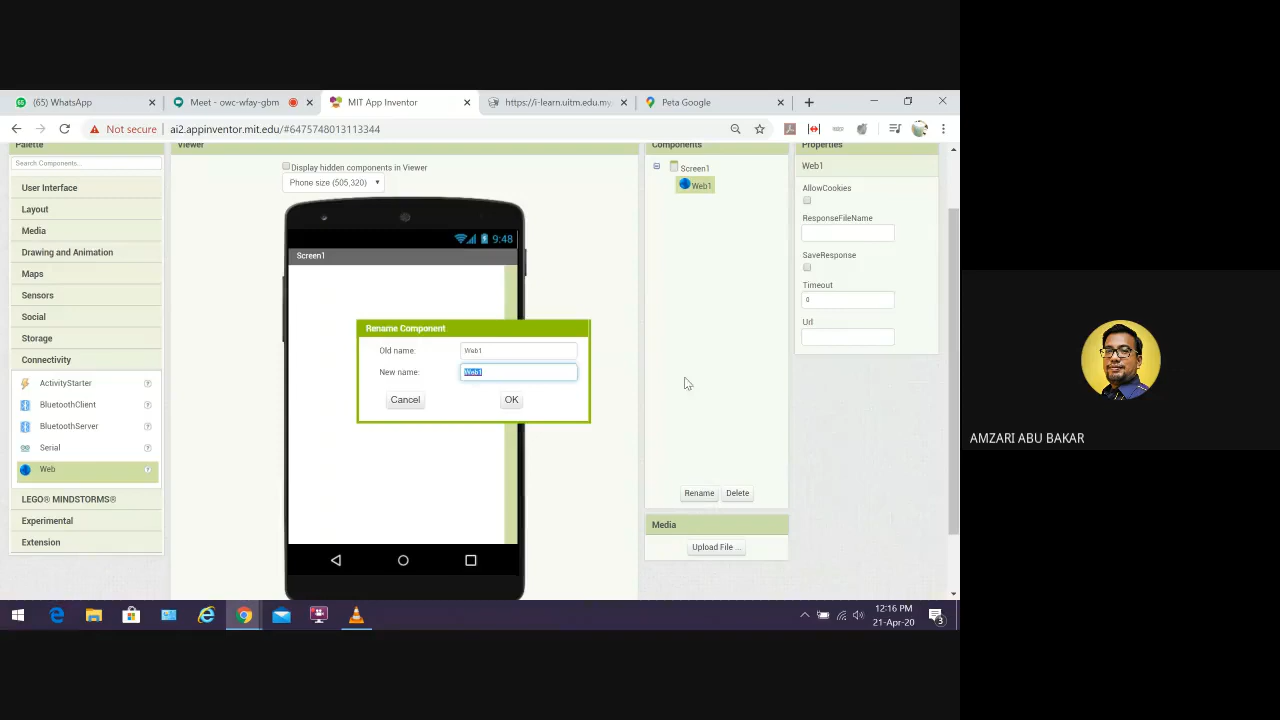 (65) WhatsApp
Meet - owc-wfay-gbm
MIT App Inventor
https://i-learn.uitm.edu.my
Peta Google
Not secure
ai2.appinventor.mit.edu/#6475748013113344
Palette
Viewer
Components
Properties
Search Components...
User Interface
Layout
Media
Drawing and Animation
Maps
Sensors
Social
Storage
Connectivity
ActivityStarter
BluetoothClient
BluetoothServer
Serial
Web
LEGO® MINDSTORMS®
Experimental
Extension
Display hidden components in Viewer
Phone size (505,320)
9:48
Screen1
Rename Component
Old name:
Web1
New name:
Web1
Cancel
OK
Screen1
Web1
Rename
Delete
Media
Upload File ...
Web1
AllowCookies
ResponseFileName
SaveResponse
Timeout
0
Url
12:16 PM
21-Apr-20
3
AMZARI ABU BAKAR